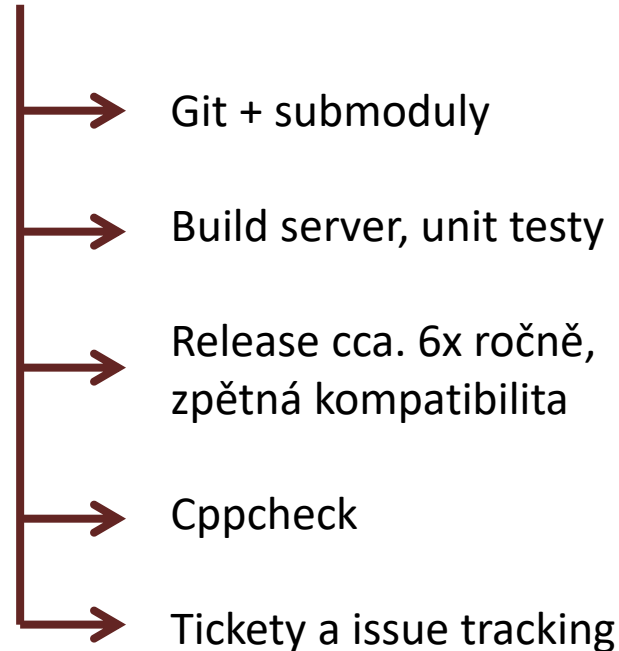 Git + submoduly
Build server, unit testy
Release cca. 6x ročně,
zpětná kompatibilita
Cppcheck
Tickety a issue tracking